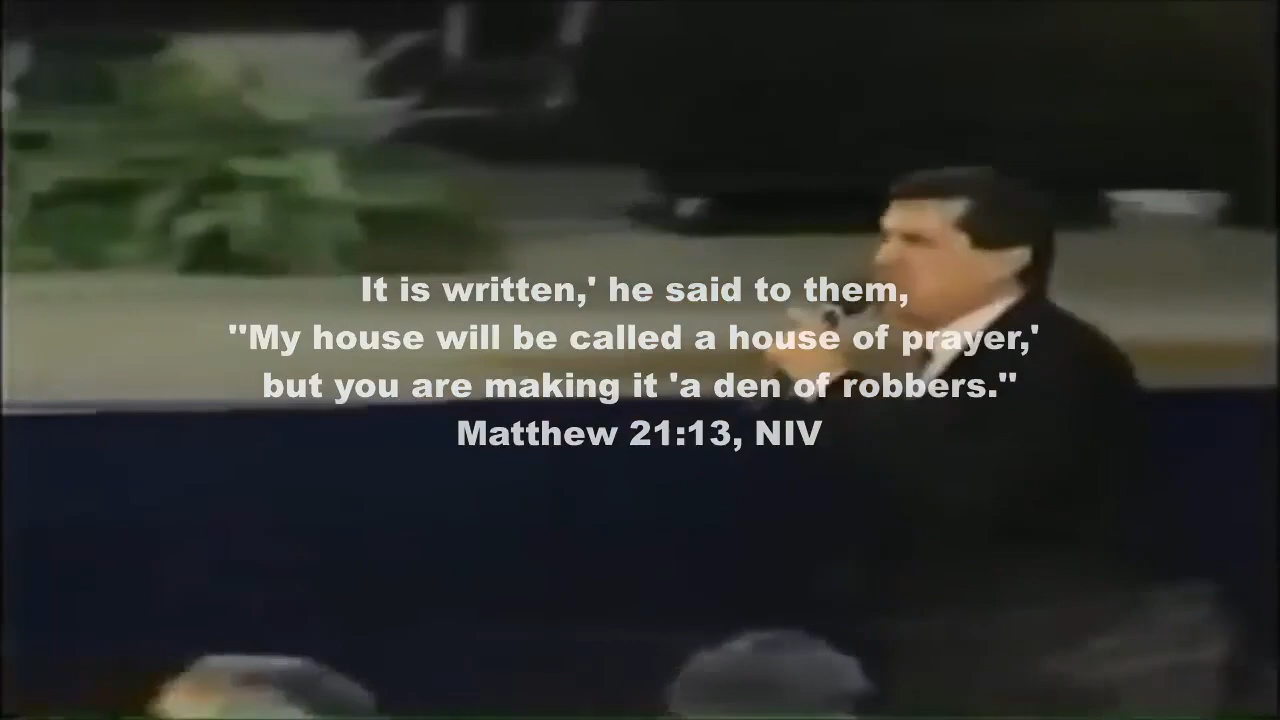 It is written,' he said to them,
"My house will be called a house of prayer,'
but you are making it 'a den of robbers."
Matthew 21:13, NIV